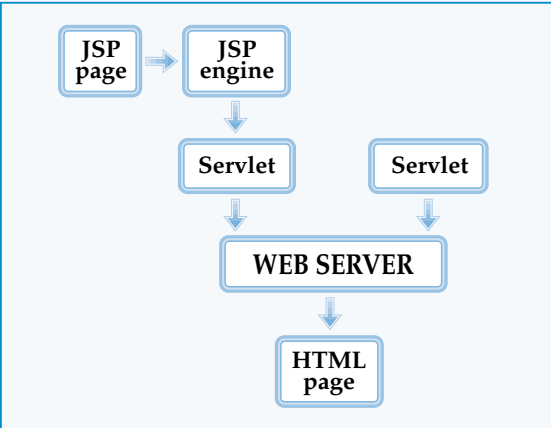 JSP
page
JSP
engine
Servlet
Servlet
WEB SERVER
HTML
page